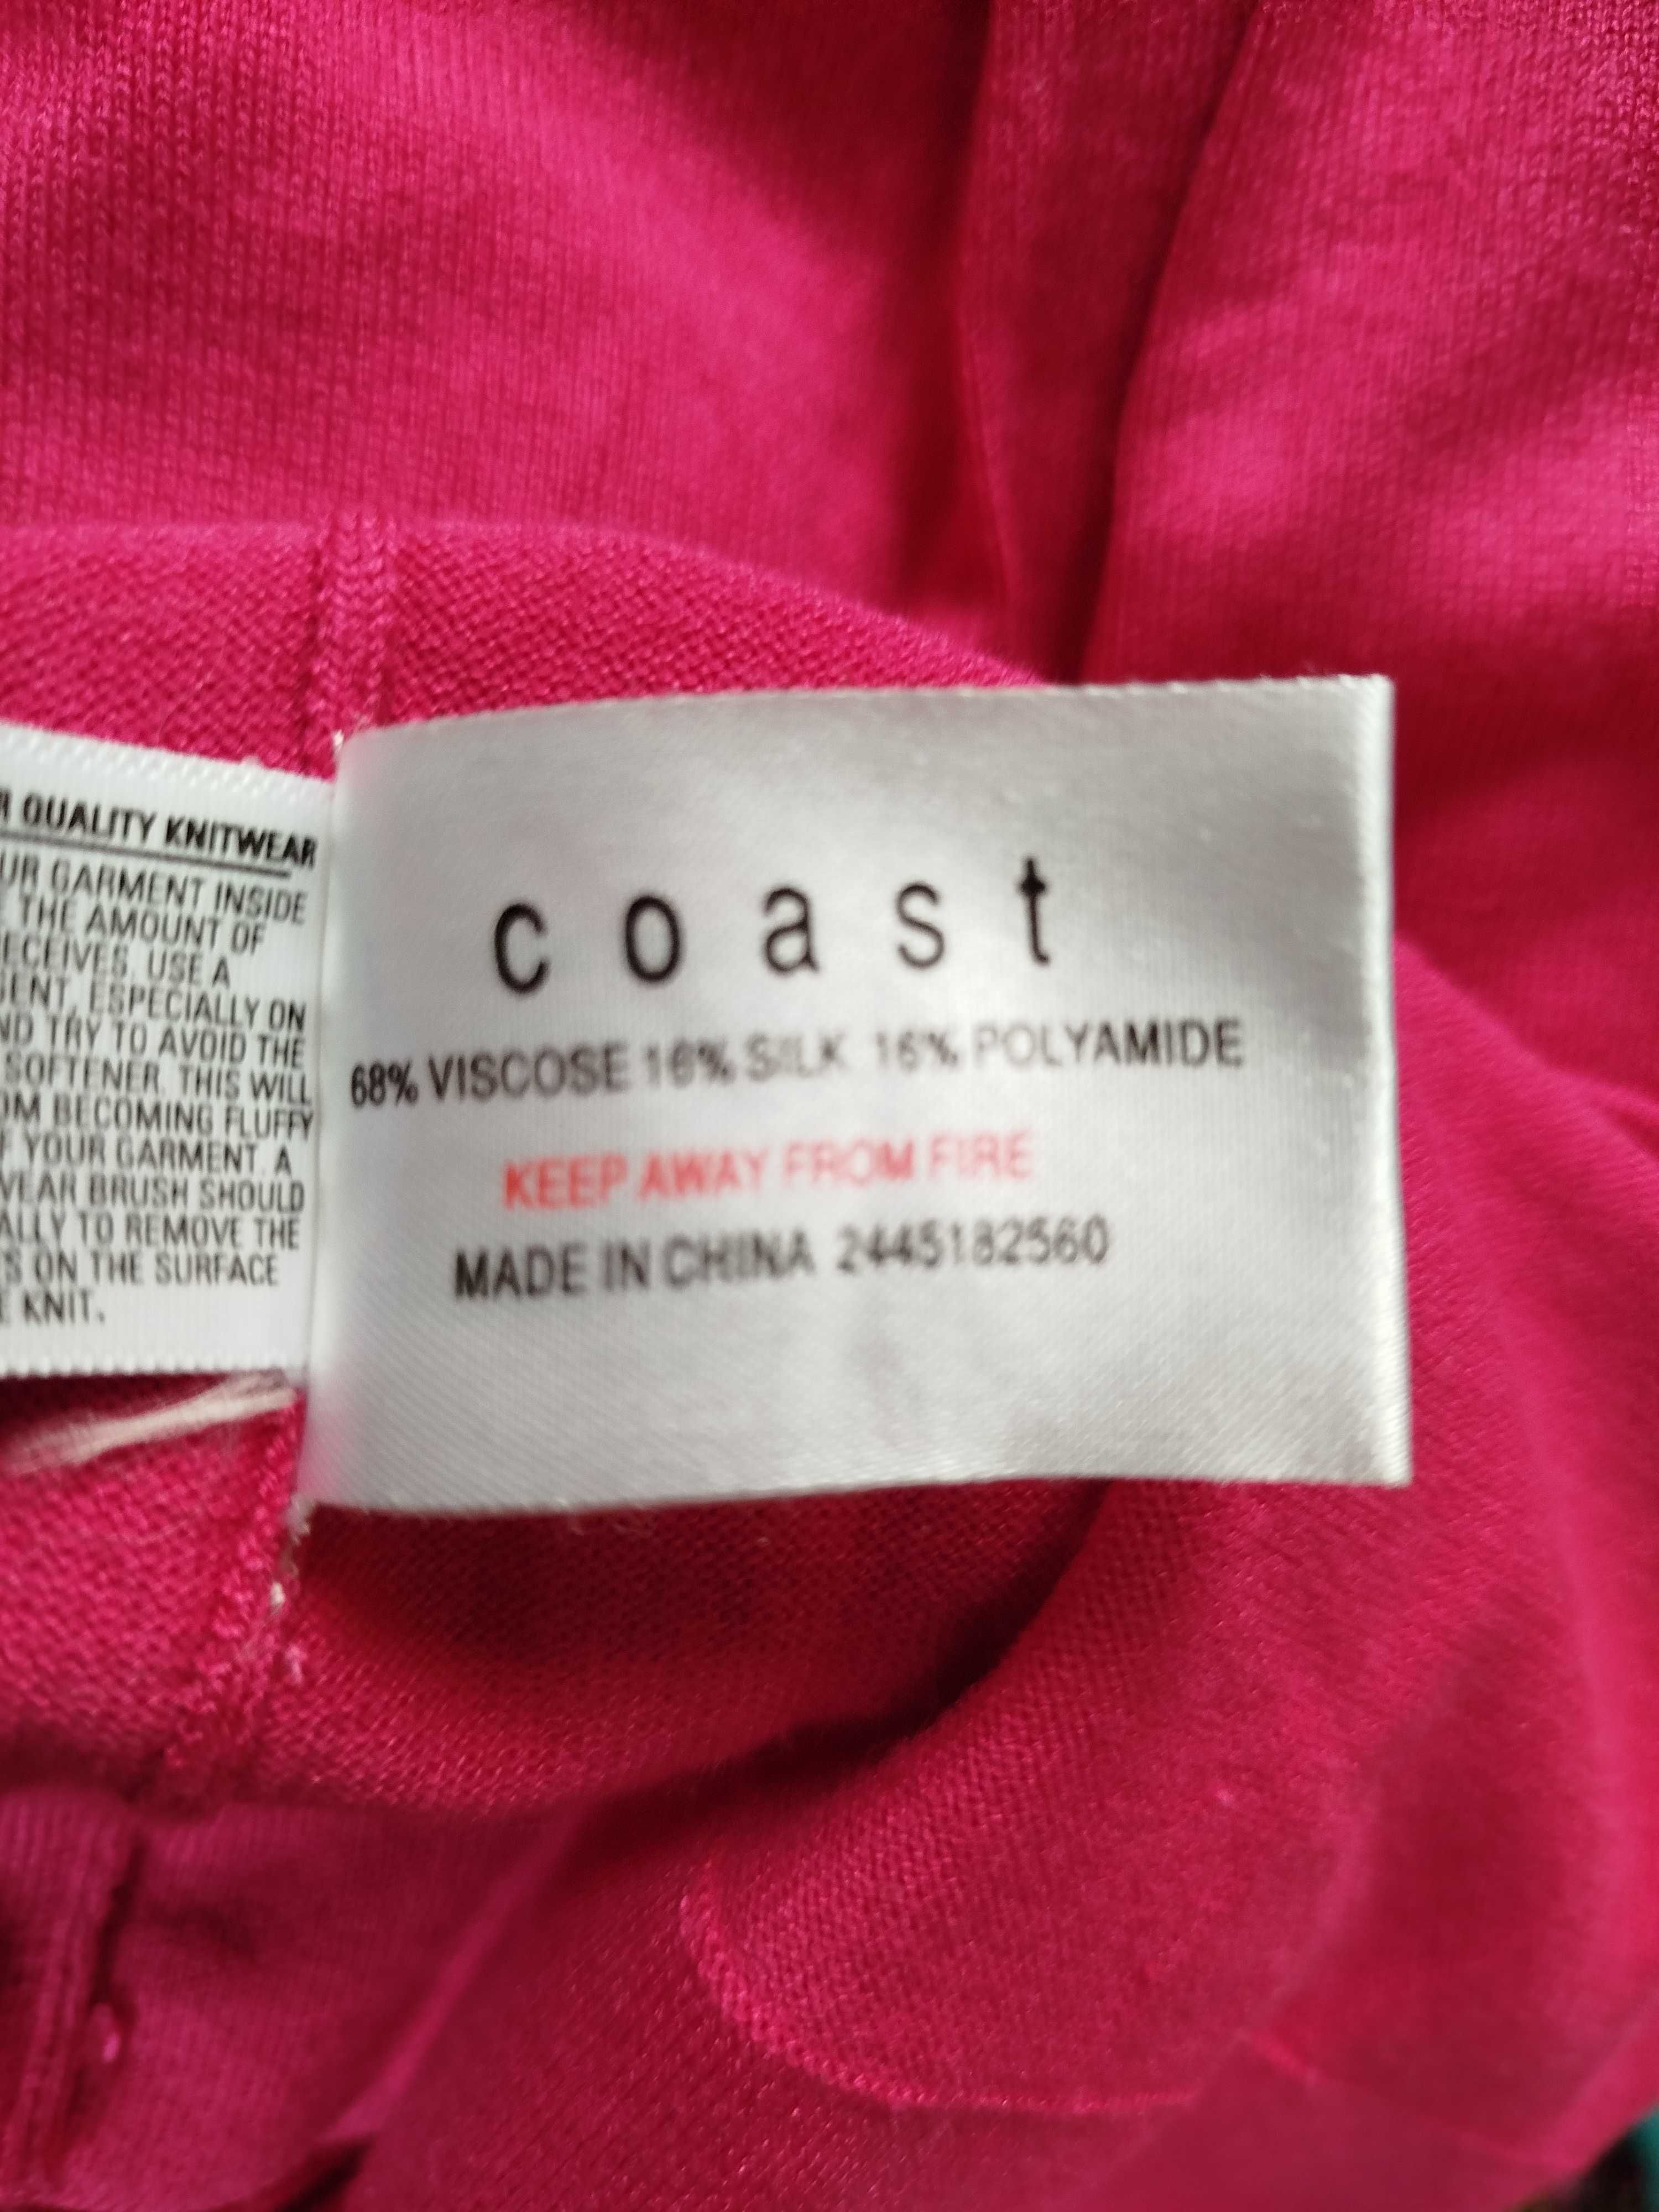 R QUALITY KNITWEAR
UR GARMENT INSIDE
THE AMOUNT OF
ECEIVES. USE A
GENT, ESPECIALLY ON
ND TRY TO AVOID THE
SOFTENER. THIS WILL
OM BECOMING FLUFFY
F YOUR GARMENT. A
WEAR BRUSH SHOULD
ALLY TO REMOVE THE
S ON THE SURFACE
E KNIT.
coast
68% VISCOSE 16% SILK 16% POLYAMIDE
KEEP AWAY FROM FIRE
MADE IN CHINA 2445182560